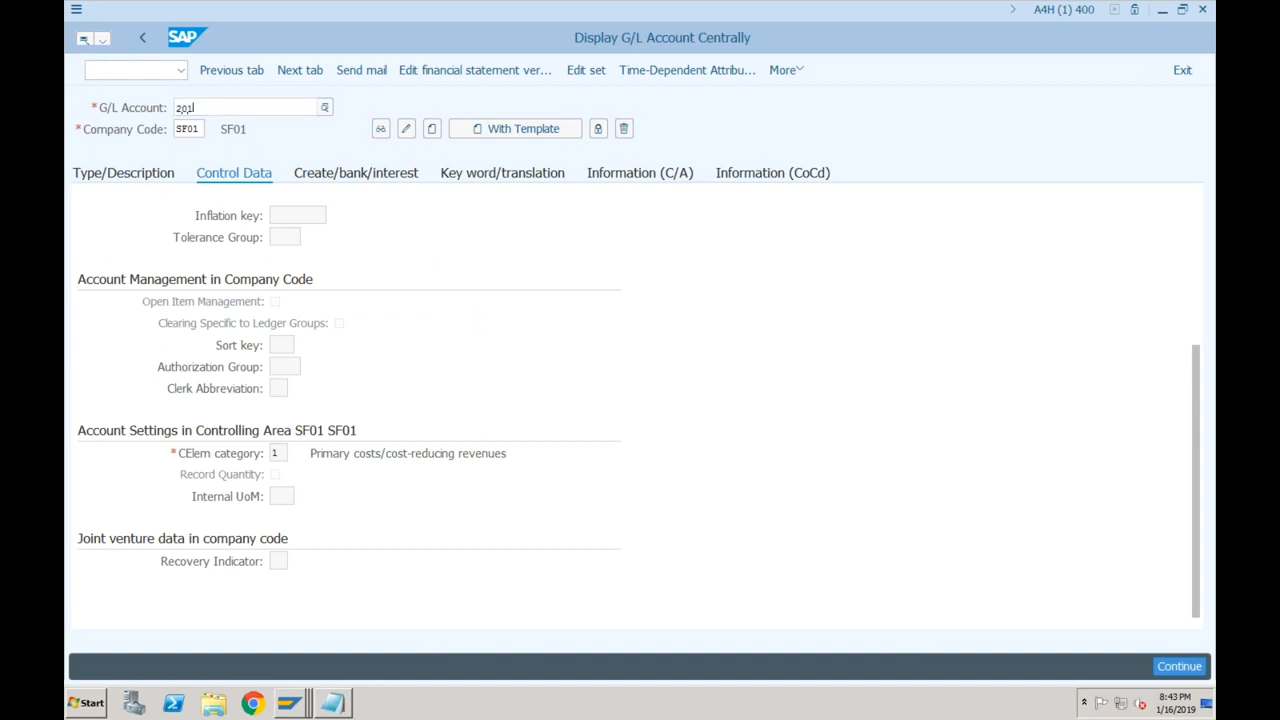 A4H (1) 400
SAP
Display G/L Account Centrally
Previous tab Next tab Send mail Edit financial statement ver... Edit set Time-Dependent Attribu... More Exit
*G/L Account: 201
*Company Code: SF01 SF01 With Template
Type/Description Control Data Create/bank/interest Key word/translation Information (C/A) Information (CoCd)
Inflation key:
Tolerance Group:
Account Management in Company Code
Open Item Management:
Clearing Specific to Ledger Groups:
Sort key:
Authorization Group:
Clerk Abbreviation:
Account Settings in Controlling Area SF01 SF01
*CElem category: 1 Primary costs/cost-reducing revenues
Record Quantity:
Internal UoM:
Joint venture data in company code
Recovery Indicator:
Continue
Start 8:43 PM
1/16/2019